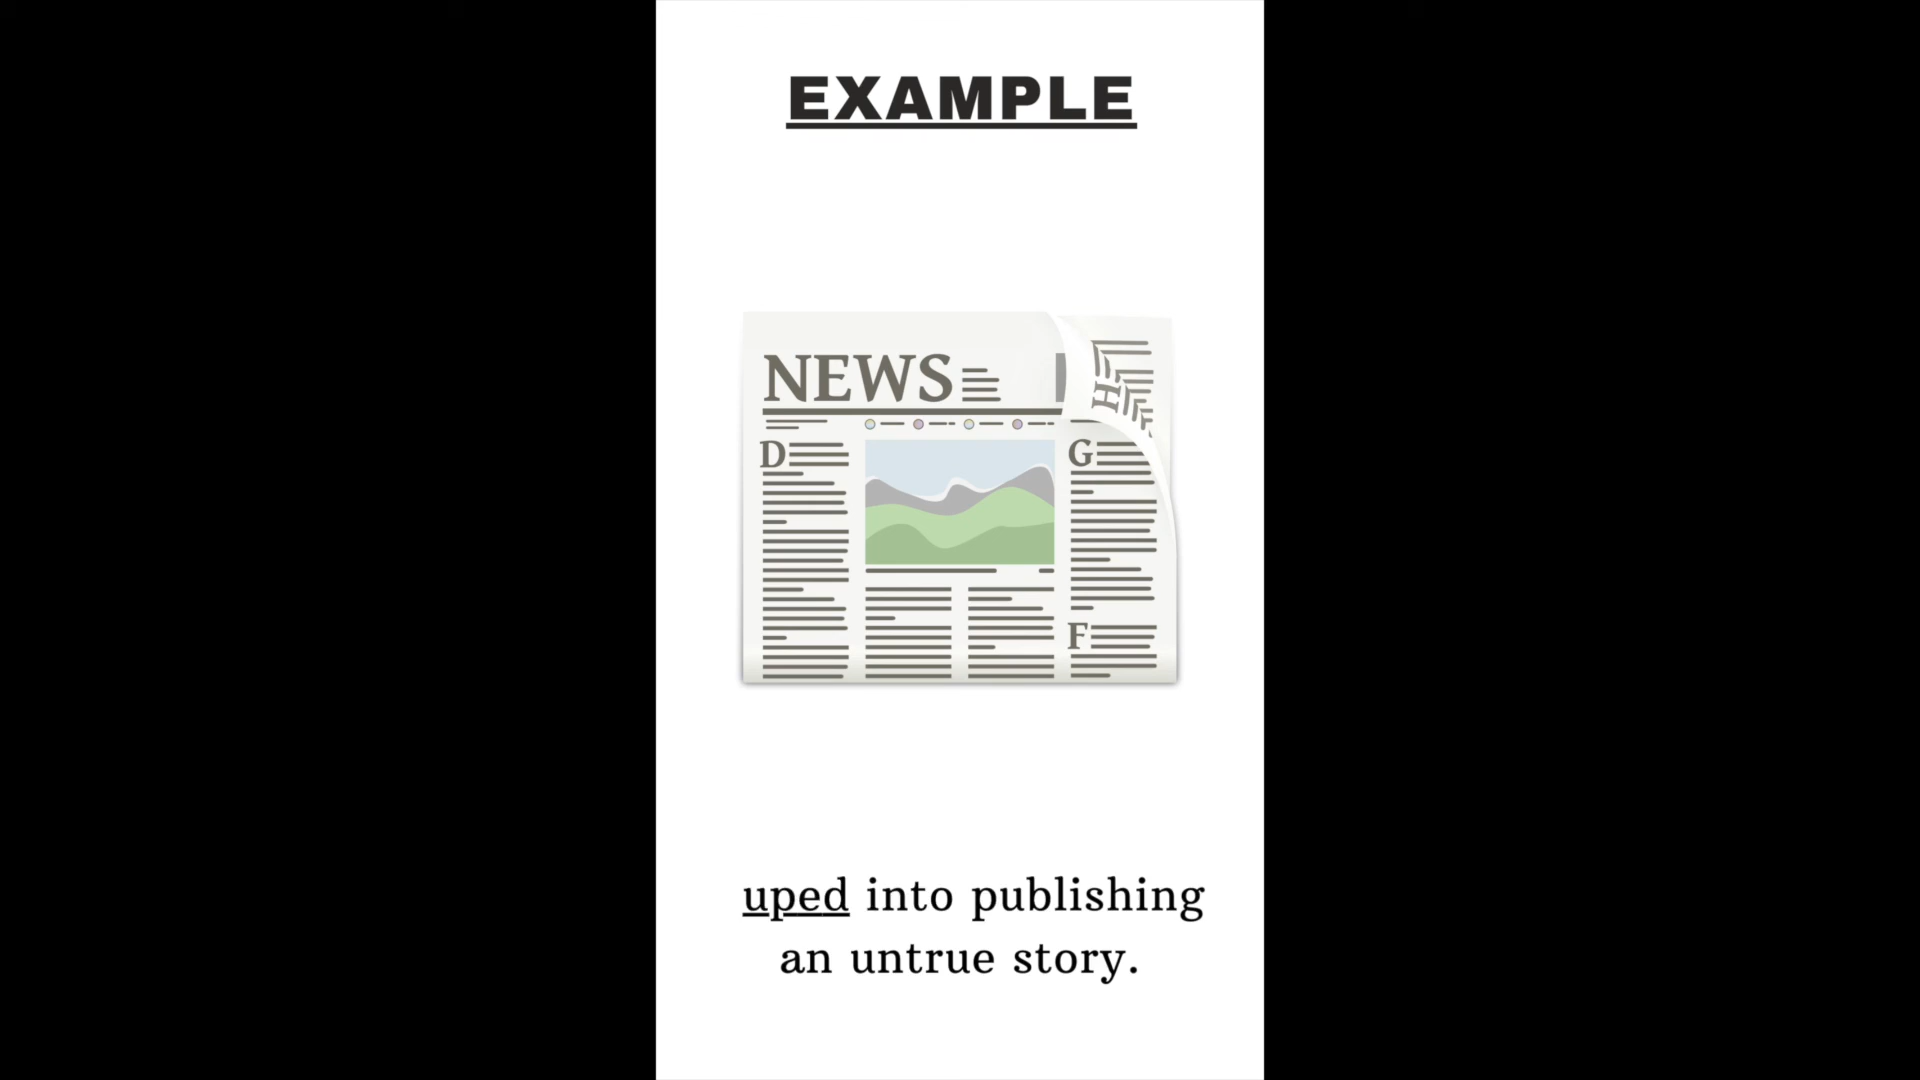 EXAMPLE
NEWS
H
D
G
F
uped into publishing
an untrue story.